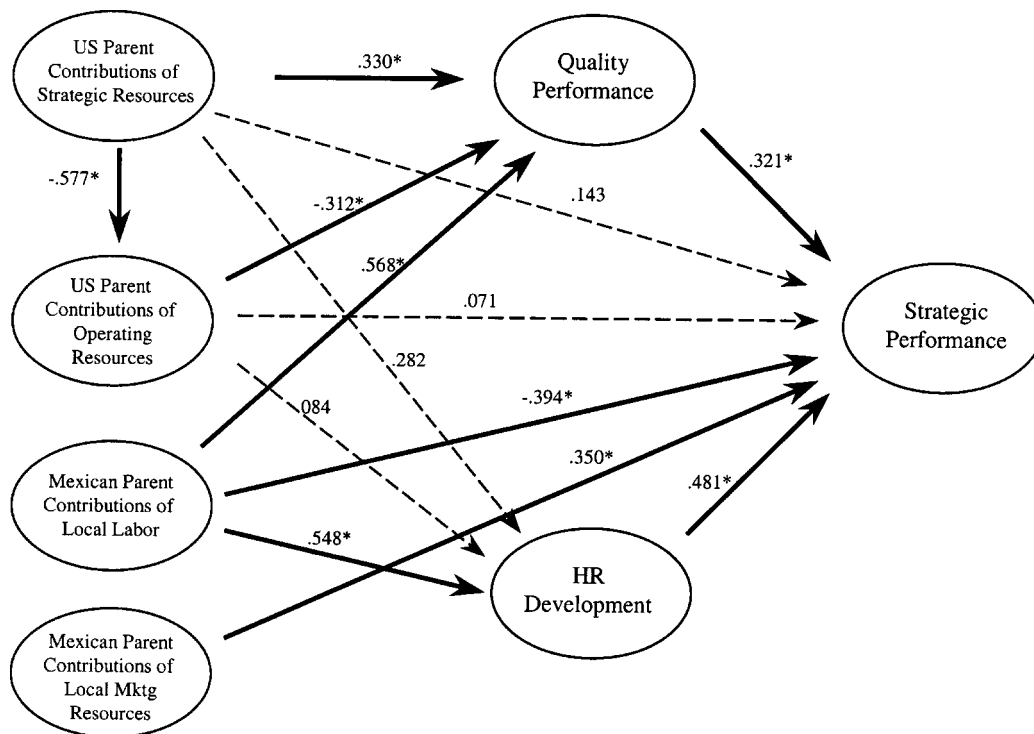 US Parent
Contributions of
Strategic Resources
.330*
Quality
Performance
-.577*
-.312*
.143
.321*
.568*
US Parent
Contributions of
Operating
Resources
.071
Strategic
Performance
.282
.084
-.394*
Mexican Parent
Contributions of
Local Labor
.350*
.481*
.548*
HR
Development
Mexican Parent
Contributions of
Local Mktg
Resources